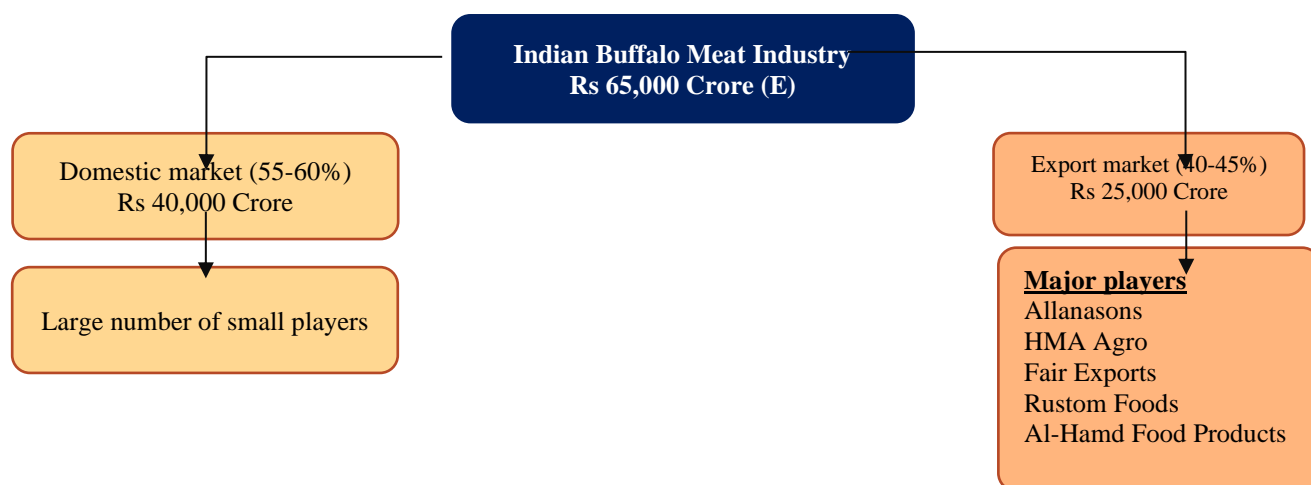 Indian Buffalo Meat Industry
Rs 65,000 Crore (E)
Domestic market (55-60%)
Rs 40,000 Crore
Export market (40-45%)
Rs 25,000 Crore
Large number of small players
Major players
Allanasons
HMA Agro
Fair Exports
Rustom Foods
Al-Hamd Food Products